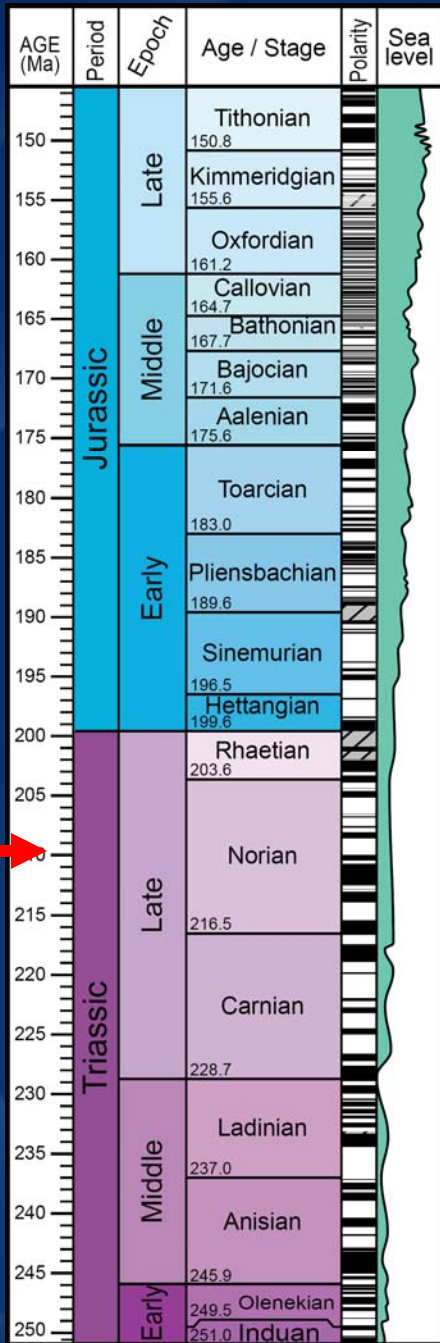 AGE (Ma) Period Epoch Age / Stage Polarity Sea level
Jurassic
Late
Tithonian
150
150.8
Kimmeridgian
155
155.6
Oxfordian
160
161.2
Middle
Callovian
164.7
165
Bathonian
167.7
Bajocian
170
171.6
Aalenian
175
175.6
Early
Toarcian
180
183.0
185
Pliensbachian
189.6
190
Sinemurian
195
196.5
Hettangian
199.6
200
Triassic
Late
Rhaetian
203.6
205
Norian
215
216.5
220
Carnian
225
228.7
230
Middle
Ladinian
235
237.0
240
Anisian
245
245.9
Early
Olenekian
249.5
250
Induan
251.0